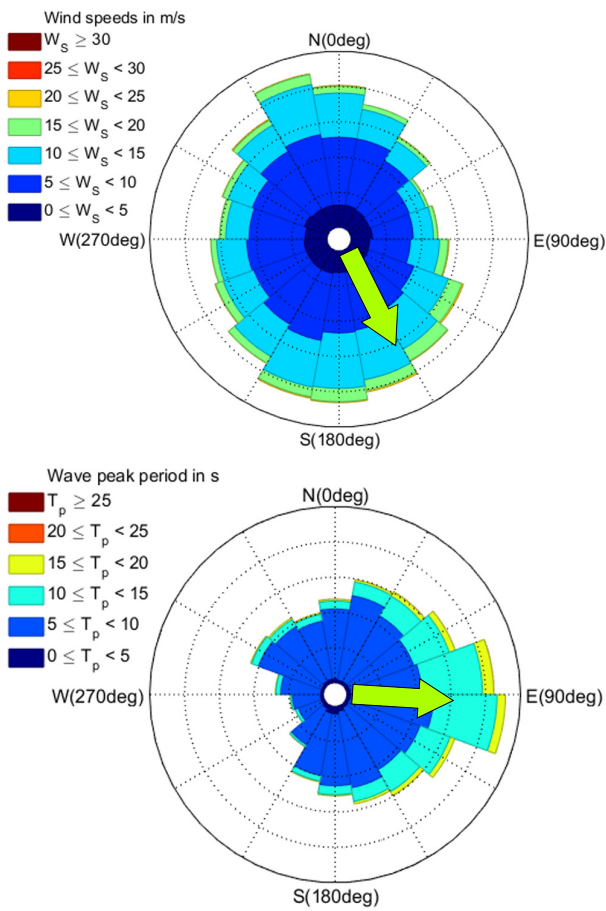 Wind speeds in m/s
W_S ≥ 30
25 ≤ W_S < 30
20 ≤ W_S < 25
15 ≤ W_S < 20
10 ≤ W_S < 15
5 ≤ W_S < 10
0 ≤ W_S < 5
N(0deg)
W(270deg)
E(90deg)
S(180deg)
Wave peak period in s
T_p ≥ 25
20 ≤ T_p < 25
15 ≤ T_p < 20
10 ≤ T_p < 15
5 ≤ T_p < 10
0 ≤ T_p < 5
N(0deg)
W(270deg)
E(90deg)
S(180deg)